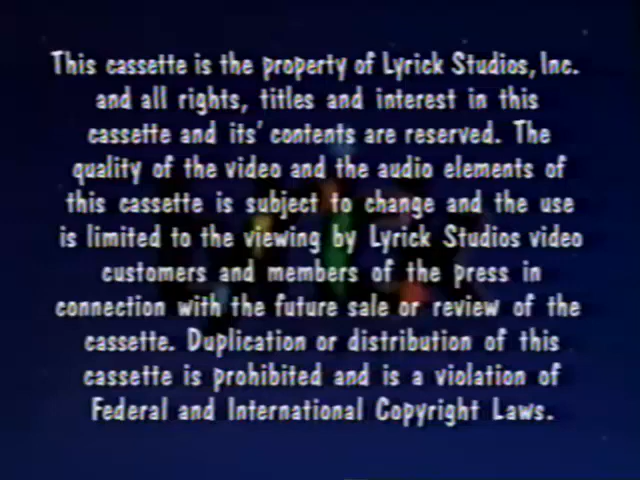 This cassette is the property of Lyrick Studios, Inc.
and all rights, titles and interest in this
cassette and its' contents are reserved. The
quality of the video and the audio elements of
this cassette is subject to change and the use
is limited to the viewing by Lyrick Studios video
customers and members of the press in
connection with the future sale or review of the
cassette. Duplication or distribution of this
cassette is prohibited and is a violation of
Federal and International Copyright Laws.